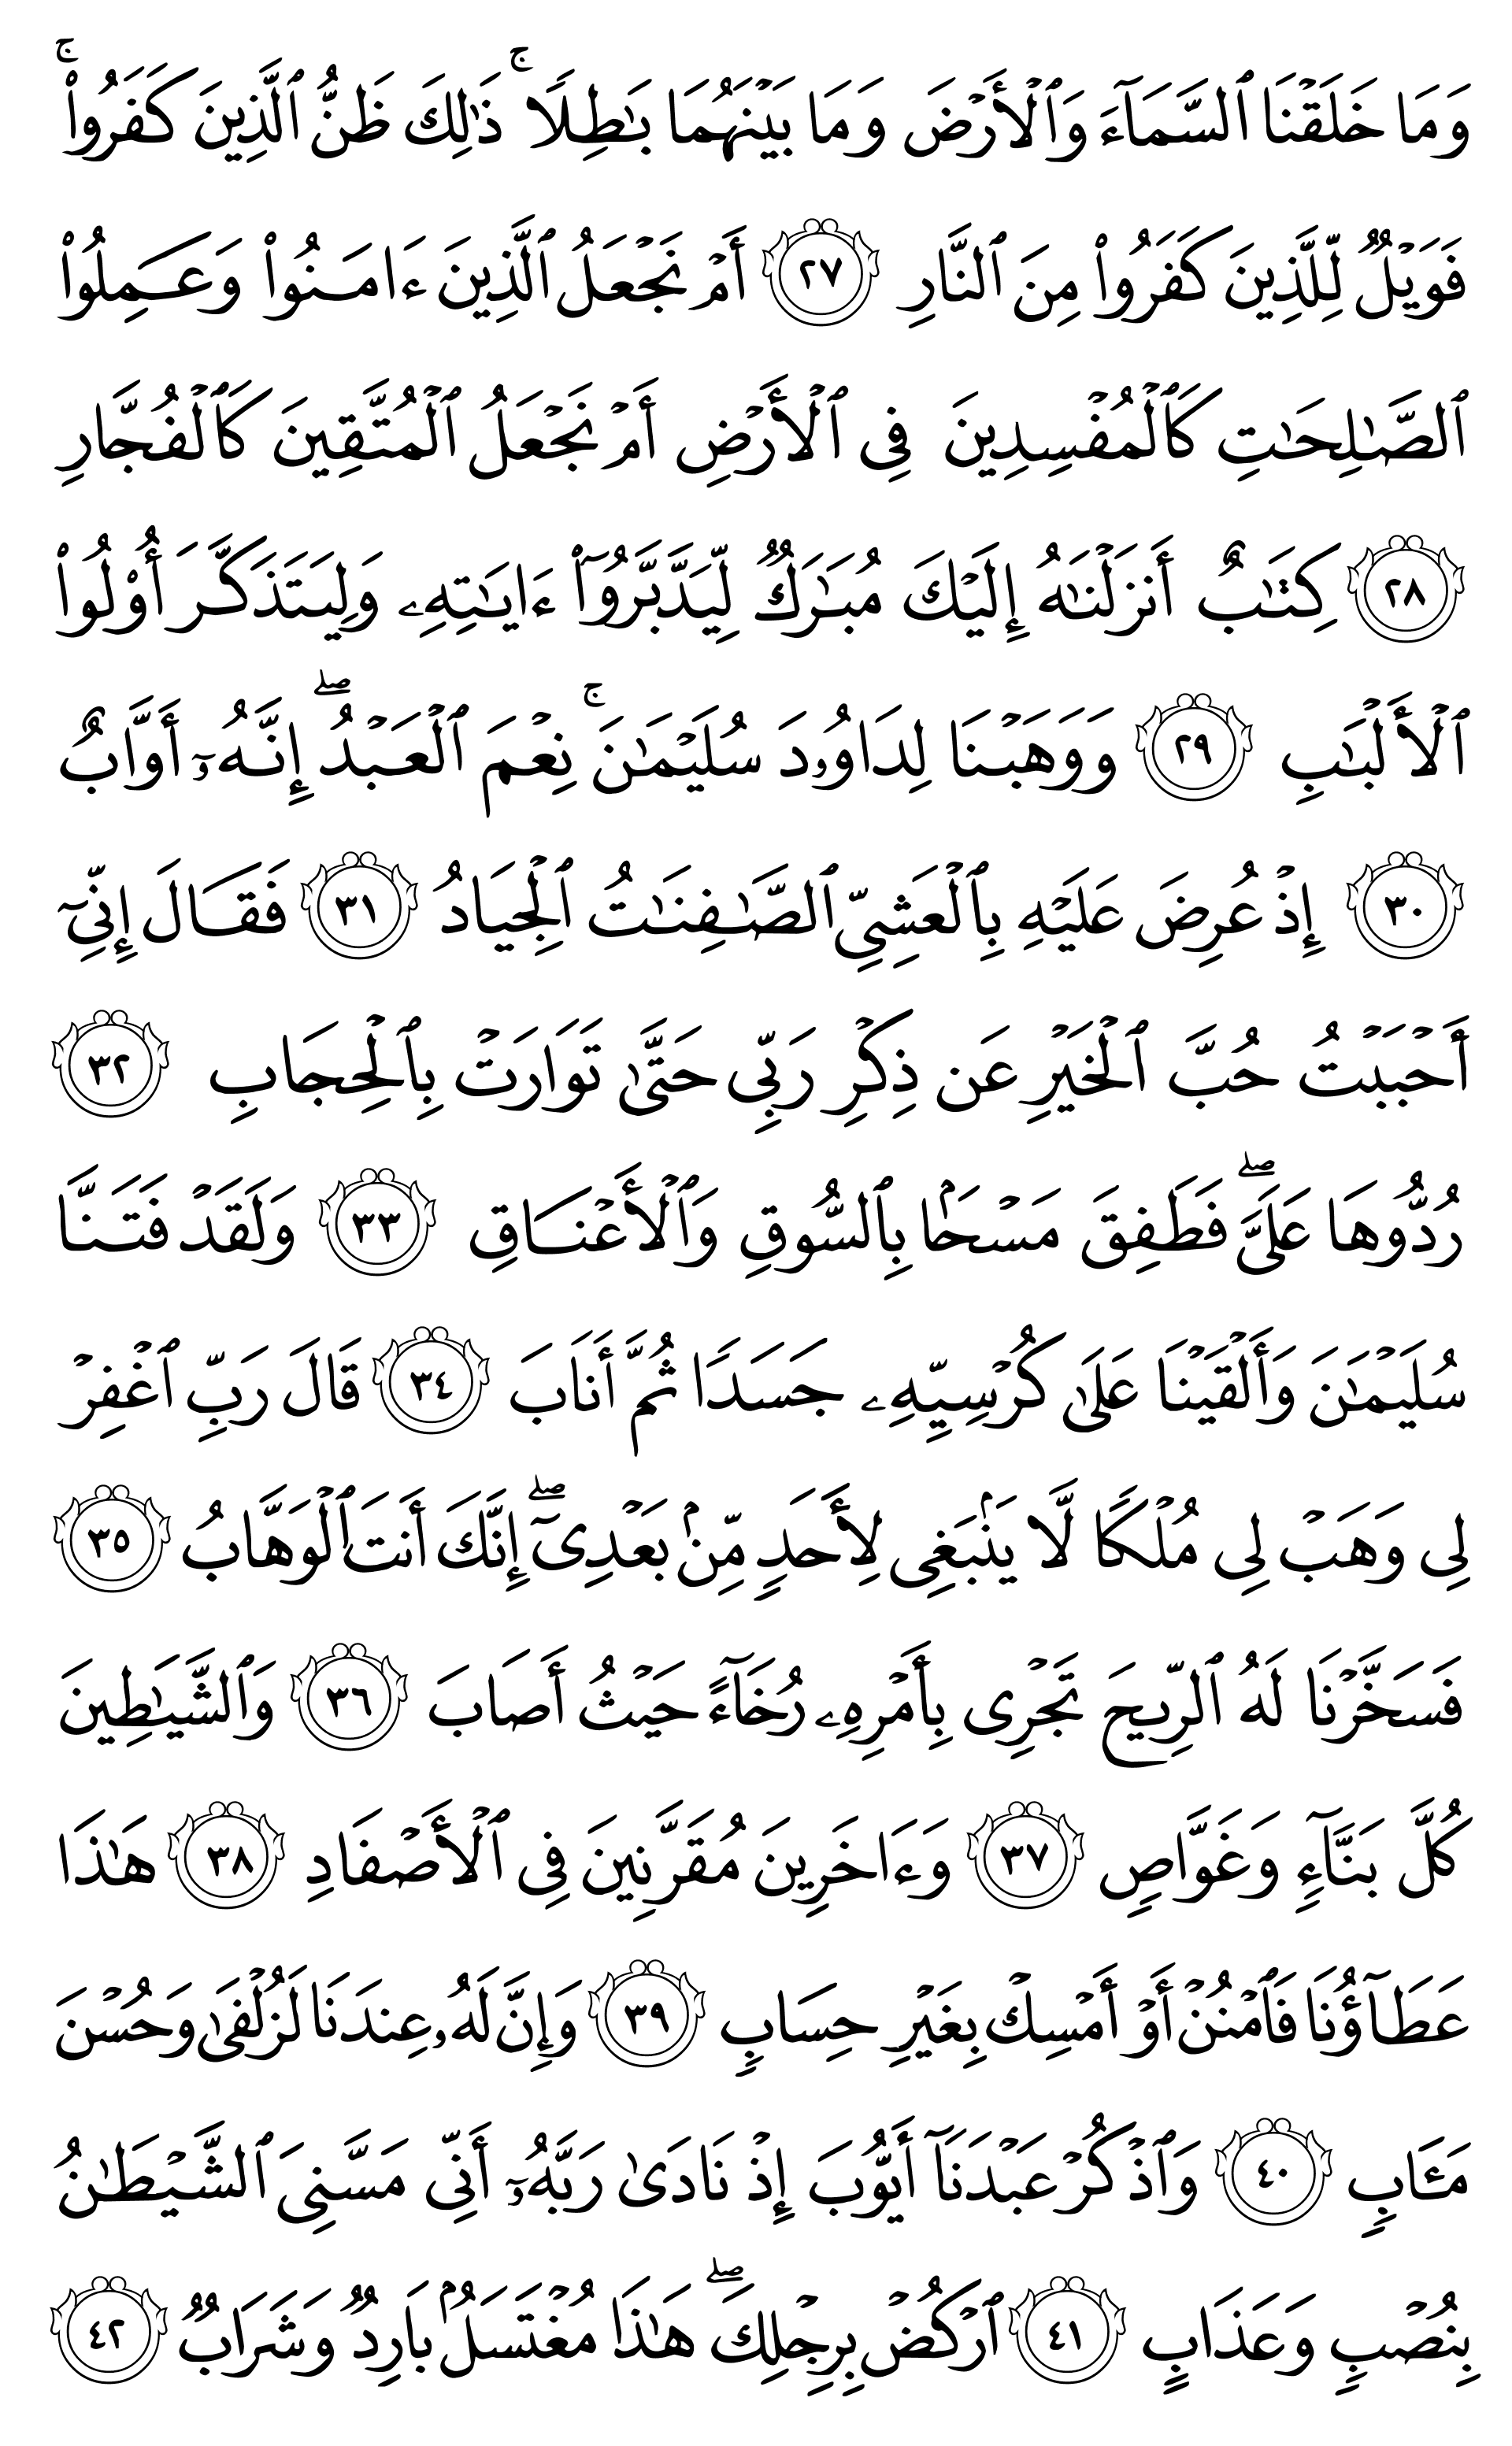 وَمَا خَلَقْنَا ٱلسَّمَآءَ وَٱلْأَرْضَ وَمَا بَيْنَهُمَا بَٰطِلًا ۚ ذَٰلِكَ ظَنُّ ٱلَّذِينَ كَفَرُوا۟ ۚ
فَوَيْلٌ لِّلَّذِينَ كَفَرُوا۟ مِنَ ٱلنَّارِ ٢٧ أَمْ نَجْعَلُ ٱلَّذِينَ ءَامَنُوا۟ وَعَمِلُوا۟
ٱلصَّٰلِحَٰتِ كَٱلْمُفْسِدِينَ فِى ٱلْأَرْضِ أَمْ نَجْعَلُ ٱلْمُتَّقِينَ كَٱلْفُجَّارِ
٢٨ كِتَٰبٌ أَنزَلْنَٰهُ إِلَيْكَ مُبَٰرَكٌ لِّيَدَّبَّرُوٓا۟ ءَايَٰتِهِۦ وَلِيَتَذَكَّرَ أُو۟لُوا۟
ٱلْأَلْبَٰبِ ٢٩ وَوَهَبْنَا لِدَاوُۥدَ سُلَيْمَٰنَ ۚ نِعْمَ ٱلْعَبْدُ ۖ إِنَّهُۥٓ أَوَّابٌ
٣٠ إِذْ عُرِضَ عَلَيْهِ بِٱلْعَشِىِّ ٱلصَّٰفِنَٰتُ ٱلْجِيَادُ ٣١ فَقَالَ إِنِّىٓ
أَحْبَبْتُ حُبَّ ٱلْخَيْرِ عَن ذِكْرِ رَبِّى حَتَّىٰ تَوَارَتْ بِٱلْحِجَابِ ٣٢
رُدُّوهَا عَلَىَّ ۖ فَطَفِقَ مَسْحًۢا بِٱلسُّوقِ وَٱلْأَعْنَاقِ ٣٣ وَلَقَدْ فَتَنَّا
سُلَيْمَٰنَ وَأَلْقَيْنَا عَلَىٰ كُرْسِيِّهِۦ جَسَدًا ثُمَّ أَنَابَ ٣٤ قَالَ رَبِّ ٱغْفِرْ
لِى وَهَبْ لِى مُلْكًا لَّا يَنۢبَغِى لِأَحَدٍ مِّنۢ بَعْدِىٓ ۖ إِنَّكَ أَنتَ ٱلْوَهَّابُ ٣٥
فَسَخَّرْنَا لَهُ ٱلرِّيحَ تَجْرِى بِأَمْرِهِۦ رُخَآءً حَيْثُ أَصَابَ ٣٦ وَٱلشَّيَٰطِينَ
كُلَّ بَنَّآءٍ وَغَوَّاصٍ ٣٧ وَءَاخَرِينَ مُقَرَّنِينَ فِى ٱلْأَصْفَادِ ٣٨ هَٰذَا
عَطَآؤُنَا فَٱمْنُنْ أَوْ أَمْسِكْ بِغَيْرِ حِسَابٍ ٣٩ وَإِنَّ لَهُۥ عِندَنَا لَزُلْفَىٰ وَحُسْنَ
مَـَٔابٍ ٤٠ وَٱذْكُرْ عَبْدَنَآ أَيُّوبَ إِذْ نَادَىٰ رَبَّهُۥٓ أَنِّى مَسَّنِىَ ٱلشَّيْطَٰنُ
بِنُصْبٍ وَعَذَابٍ ٤١ ٱرْكُضْ بِرِجْلِكَ ۖ هَٰذَا مُغْتَسَلٌۢ بَارِدٌ وَشَرَابٌ ٤٢